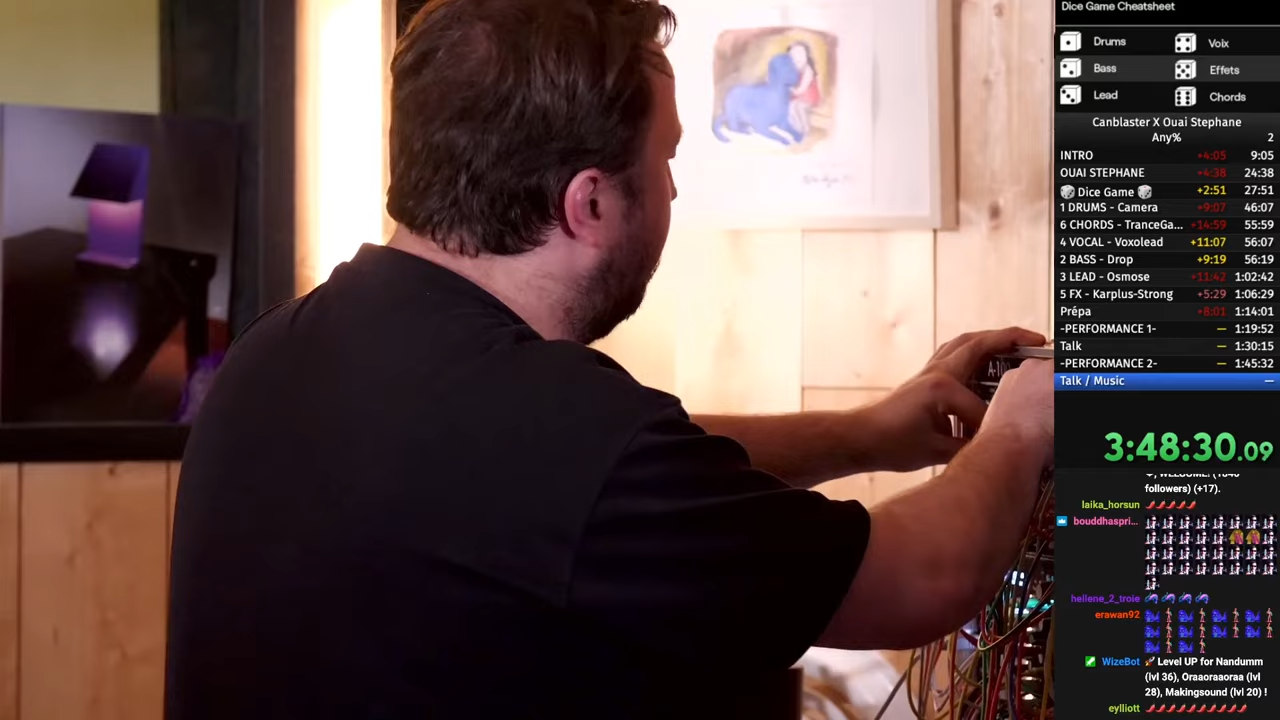 Dice Game Cheatsheet
Drums
Voix
Bass
Effets
Lead
Chords
Canblaster X Ouai Stephane
Any% 2
INTRO +4:05 9:05
OUAI STEPHANE +4:38 24:38
🎲 Dice Game 🎲 +2:51 27:51
1 DRUMS - Camera +9:07 46:07
6 CHORDS - TranceGa... +14:59 55:59
4 VOCAL - Voxolead +11:07 56:07
2 BASS - Drop +9:19 56:19
3 LEAD - Osmose +11:42 1:02:42
5 FX - Karplus-Strong +5:29 1:06:29
Prépa +8:01 1:14:01
-PERFORMANCE 1- — 1:19:52
Talk — 1:30:15
-PERFORMANCE 2- — 1:45:32
Talk / Music —
3:48:30.09
followers) (+17).
laika_horsun
bouddhaspri...
hellene_2_troie
erawan92
WizeBot 🚀 Level UP for Nandumm
(lvl 36), Oraaoraaoraa (lvl
28), Makingsound (lvl 20) !
eylliott